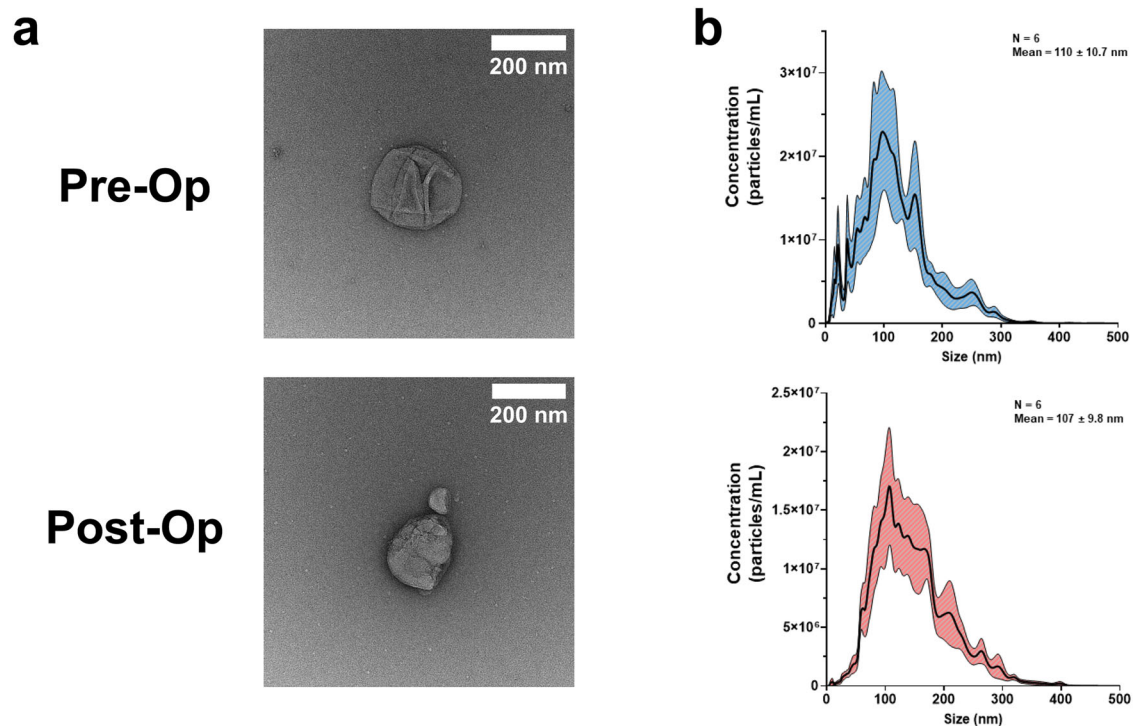 a
Pre-Op
200 nm
Post-Op
200 nm
b
N = 6
Mean = 110 ± 10.7 nm
Concentration
(particles/mL)
3×10⁷
2×10⁷
1×10⁷
0
0 100 200 300 400 500
Size (nm)
N = 6
Mean = 107 ± 9.8 nm
Concentration
(particles/mL)
2.5×10⁷
2×10⁷
1.5×10⁷
1×10⁷
5×10⁶
0
0 100 200 300 400 500
Size (nm)